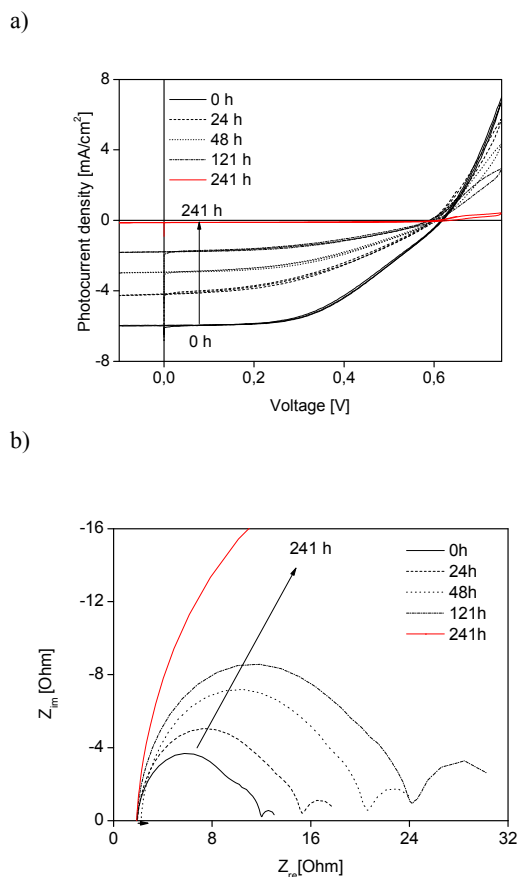 a)
8
4
0
-4
-8
Photocurrent density [mA/cm²]
0 h
24 h
48 h
121 h
241 h
241 h
0 h
0,0
0,2
0,4
0,6
Voltage [V]
b)
-16
-12
-8
-4
0
Z_im [Ohm]
241 h
0h
24h
48h
121h
241h
0
8
16
24
32
Z_re[Ohm]